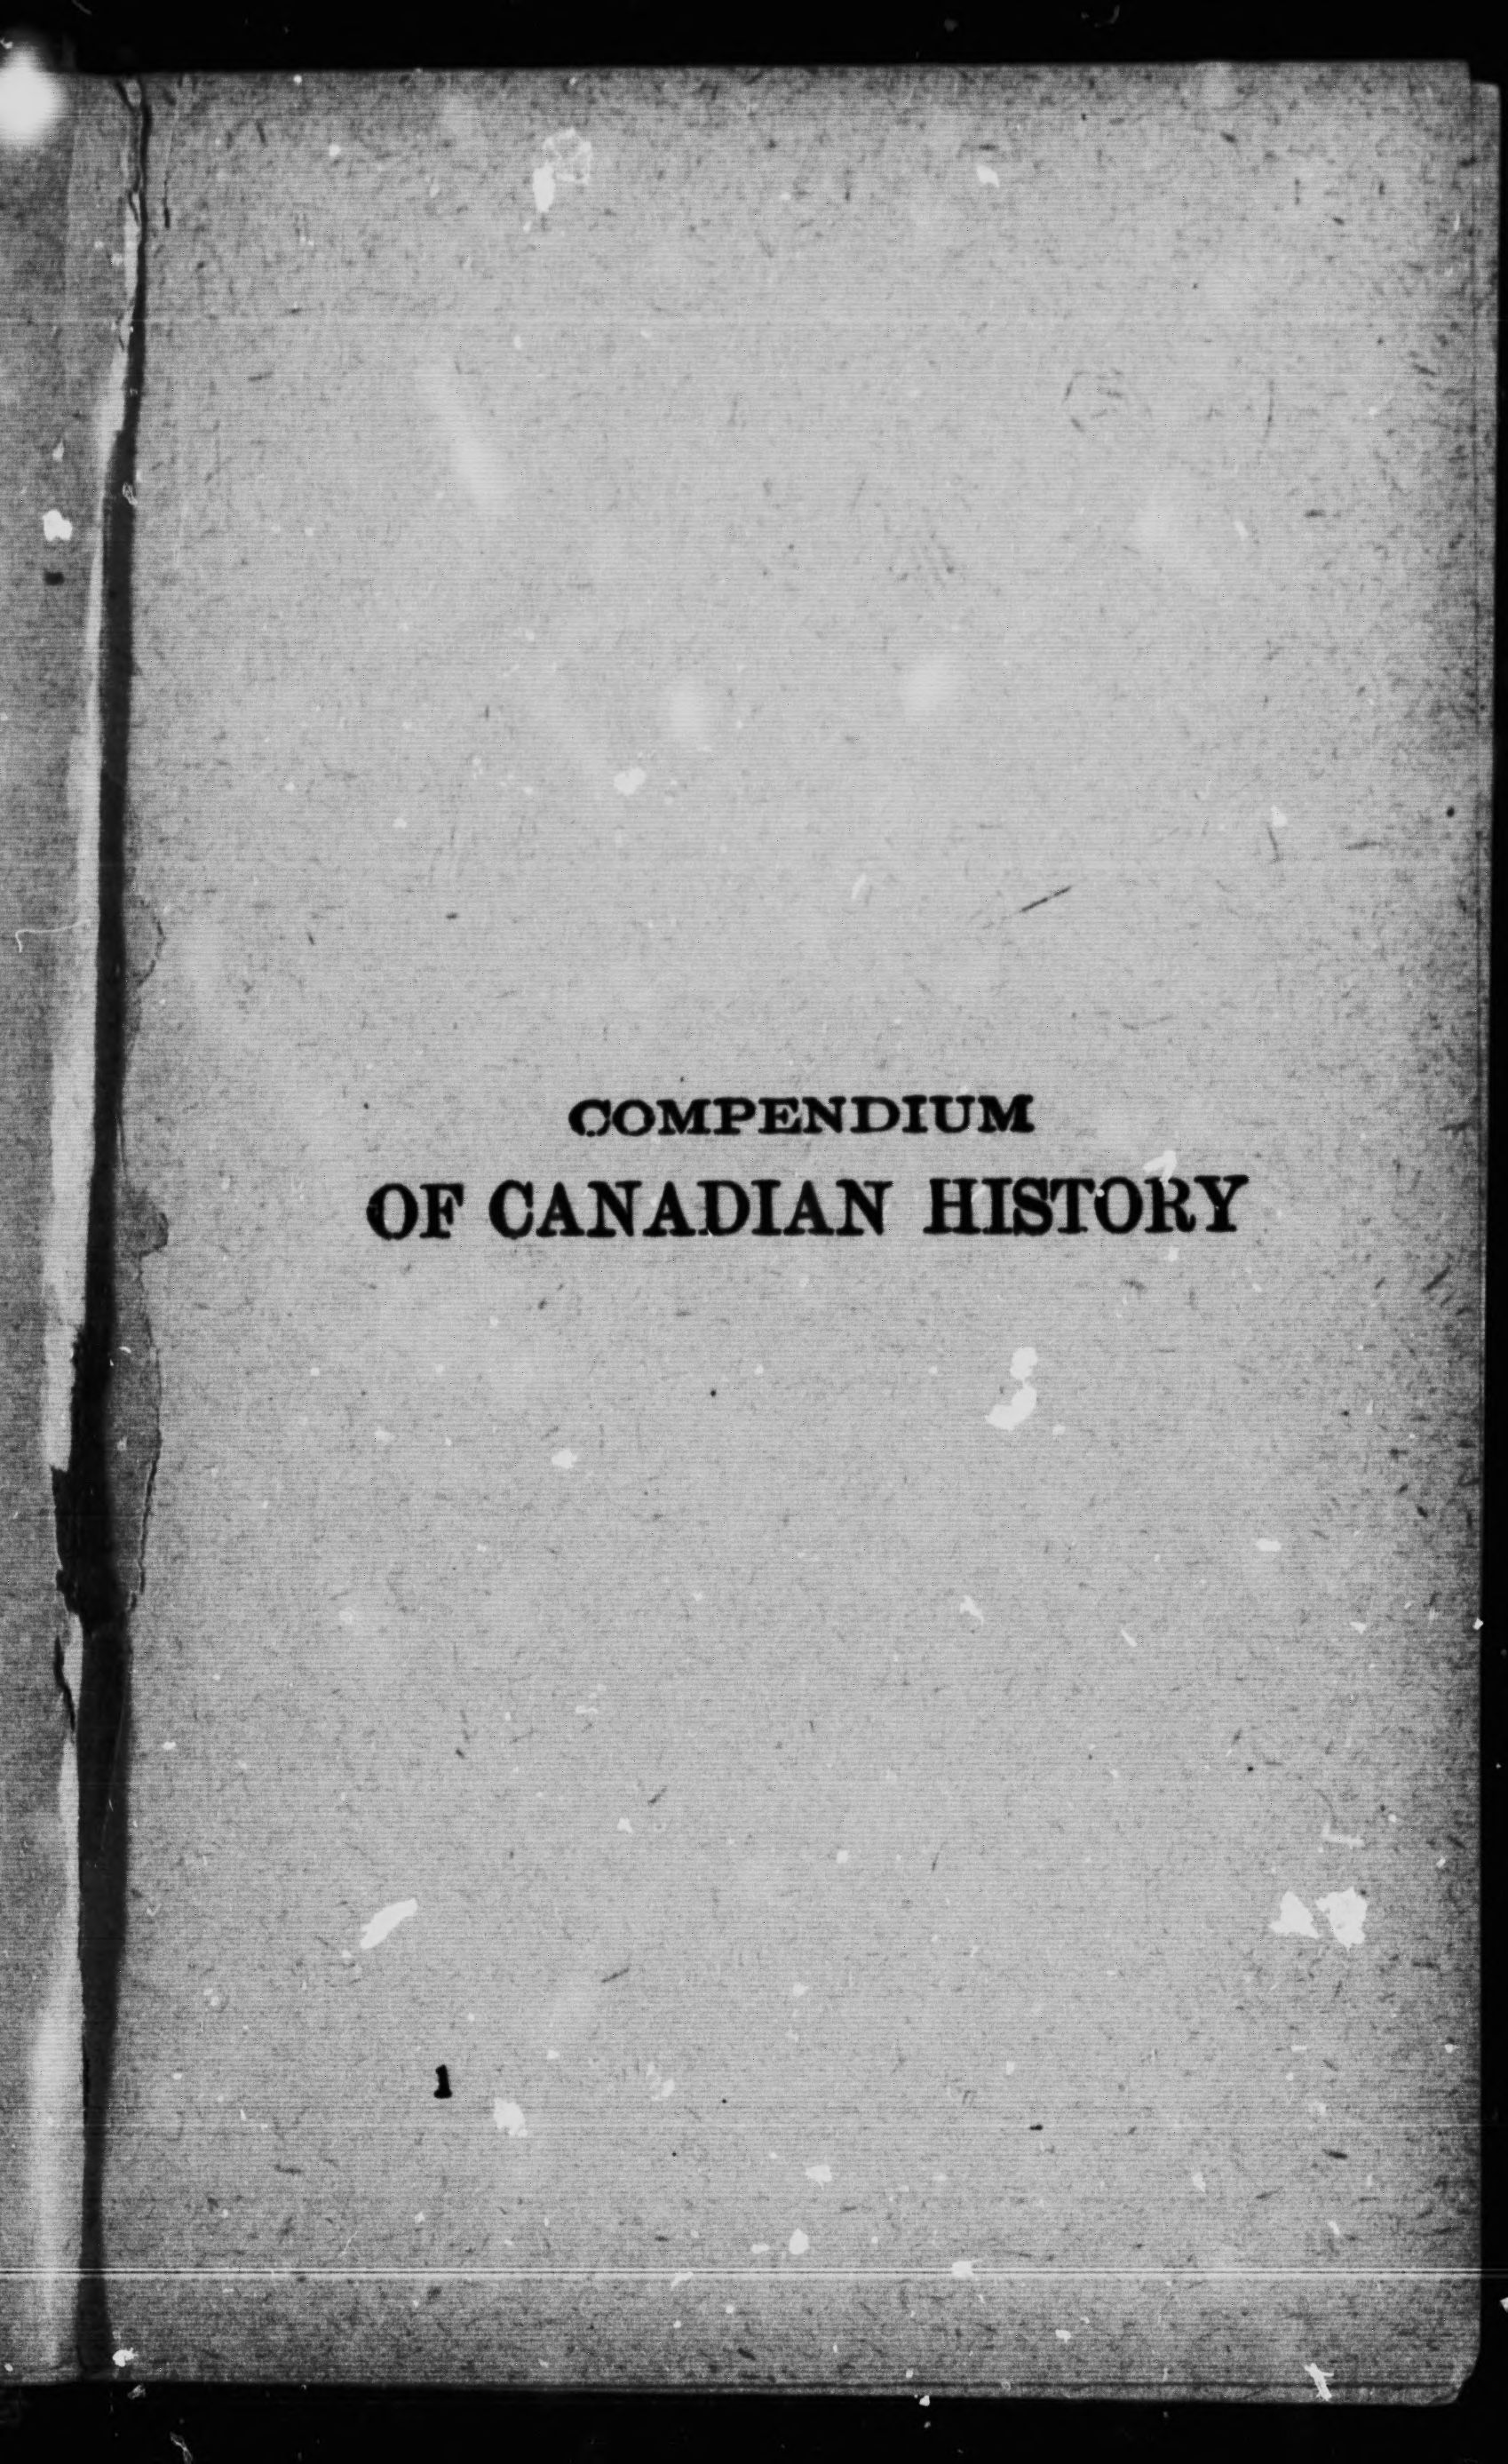 COMPENDIUM
OF CANADIAN HISTORY
1